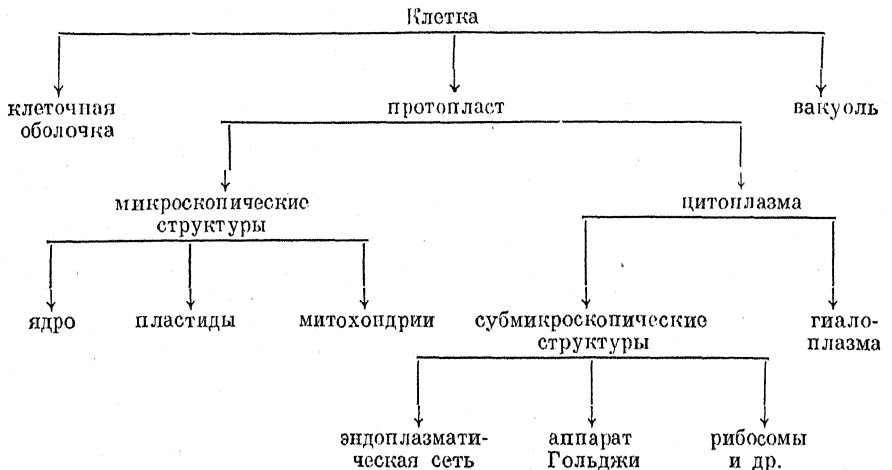 Клетка
клеточная
оболочка
протопласт
вакуоль
микроскопические
структуры
цитоплазма
ядро
пластиды
митохондрии
субмикроскопические
структуры
гиало-
плазма
эндоплазмати-
ческая сеть
аппарат
Гольджи
рибосомы
и др.